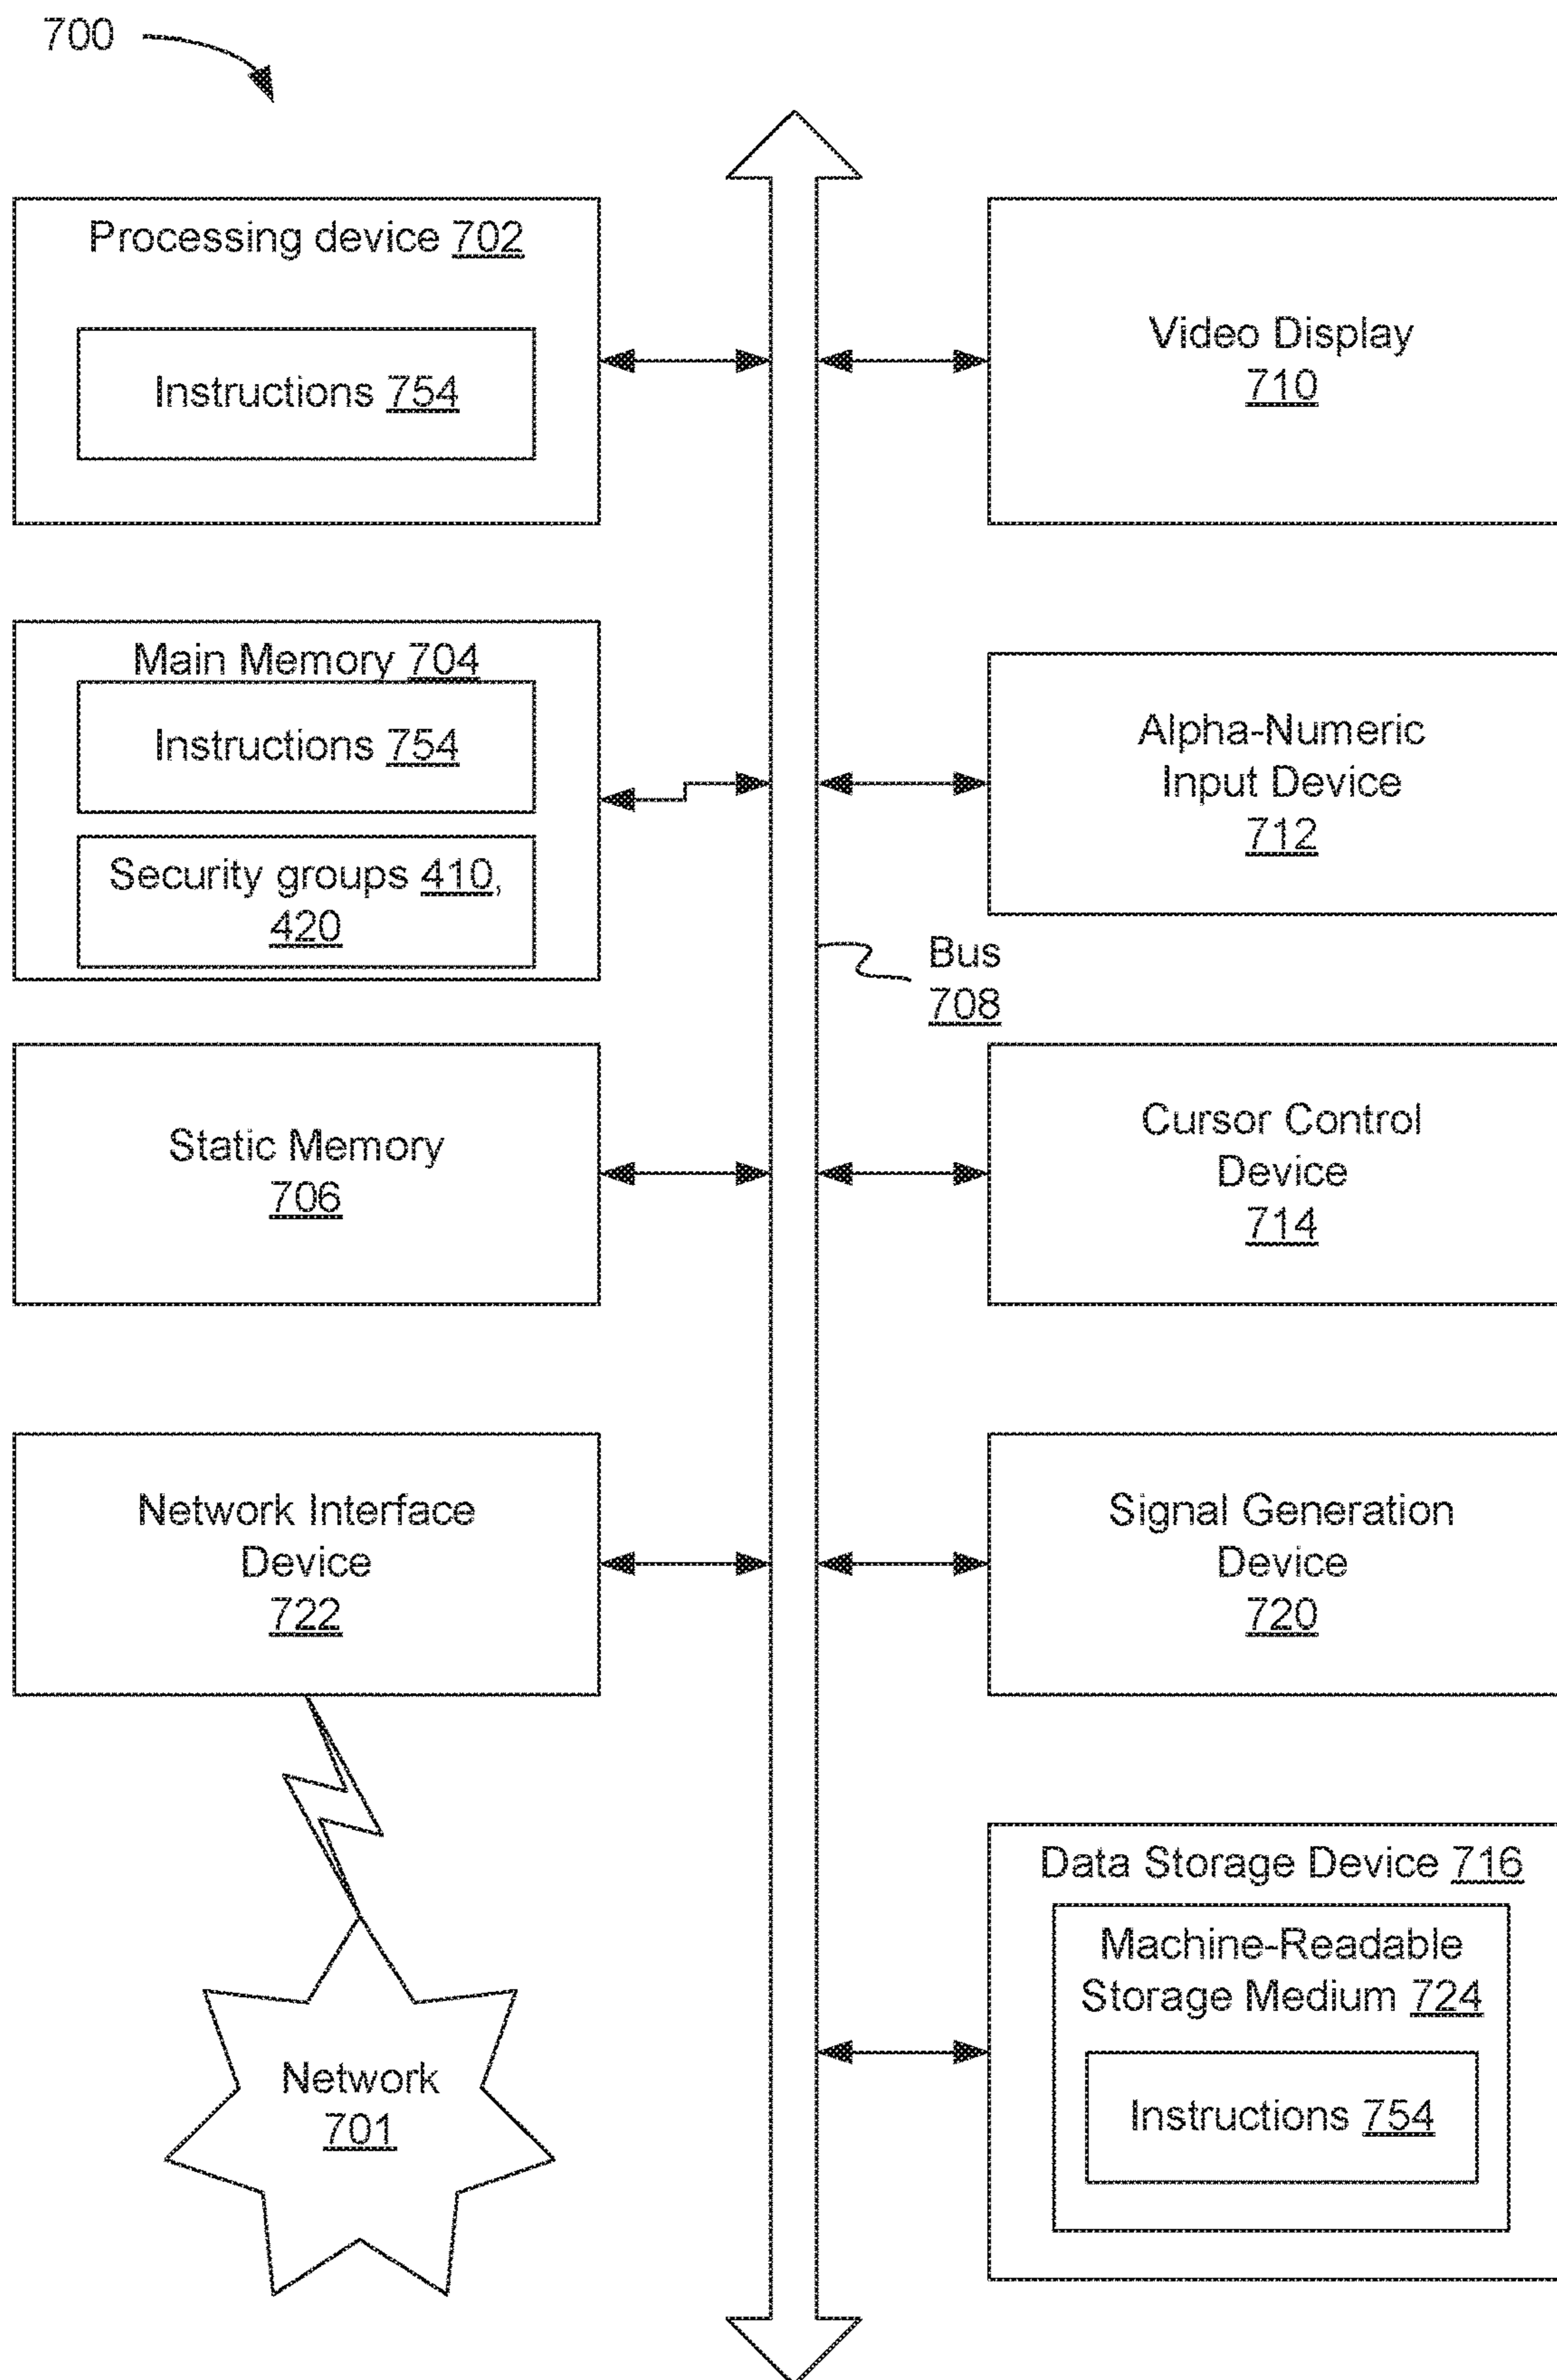 700
Processing device 702
Instructions 754
Main Memory 704
Instructions 754
Security groups 410,
420
Static Memory
706
Network Interface
Device
722
Network
701
Bus
708
Video Display
710
Alpha-Numeric
Input Device
712
Cursor Control
Device
714
Signal Generation
Device
720
Data Storage Device 716
Machine-Readable
Storage Medium 724
Instructions 754